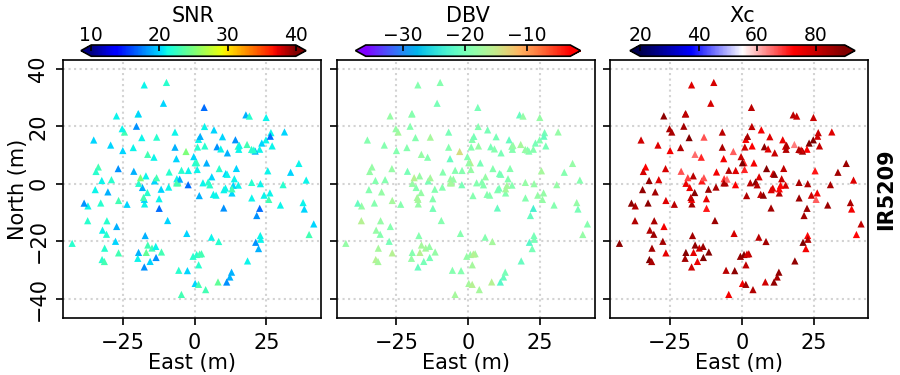 SNR DBV Xc
10 20 30 40 −30 −20 −10 20 40 60 80
40
20
0
−20
−40
North (m)
IR5209
−25 0 25 −25 0 25 −25 0 25
East (m) East (m) East (m)